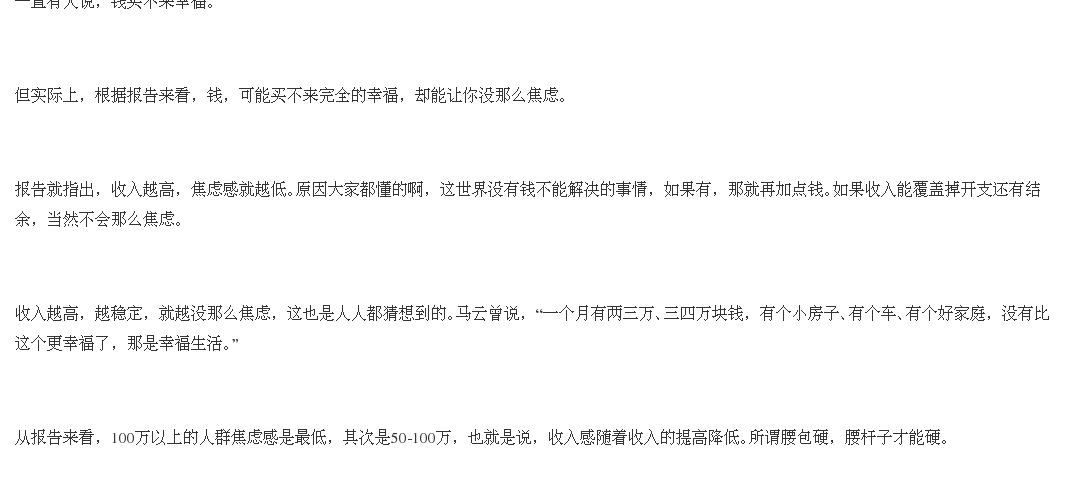 一直有人说，钱买不来幸福。
但实际上，根据报告来看，钱，可能买不来完全的幸福，却能让你没那么焦虑。
报告就指出，收入越高，焦虑感就越低。原因大家都懂的啊，这世界没有钱不能解决的事情，如果有，那就再加点钱。如果收入能覆盖掉开支还有结
余，当然不会那么焦虑。
收入越高，越稳定，就越没那么焦虑，这也是人人都猜想到的。马云曾说，“一个月有两三万、三四万块钱，有个小房子、有个车、有个好家庭，没有比
这个更幸福了，那是幸福生活。”
从报告来看，100万以上的人群焦虑感是最低，其次是50-100万，也就是说，收入感随着收入的提高降低。所谓腰包硬，腰杆子才能硬。